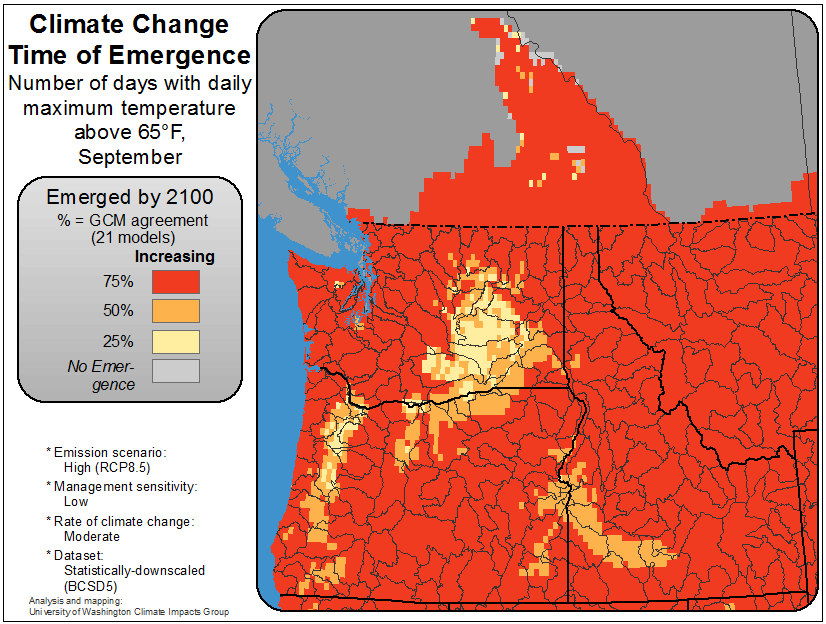 Climate Change
Time of Emergence
Number of days with daily
maximum temperature
above 65°F,
September
Emerged by 2100
% = GCM agreement
(21 models)
Increasing
75%
50%
25%
No Emer-
gence
* Emission scenario:
High (RCP8.5)
* Management sensitivity:
Low
* Rate of climate change:
Moderate
* Dataset:
Statistically-downscaled
(BCSD5)
Analysis and mapping:
University of Washington Climate Impacts Group